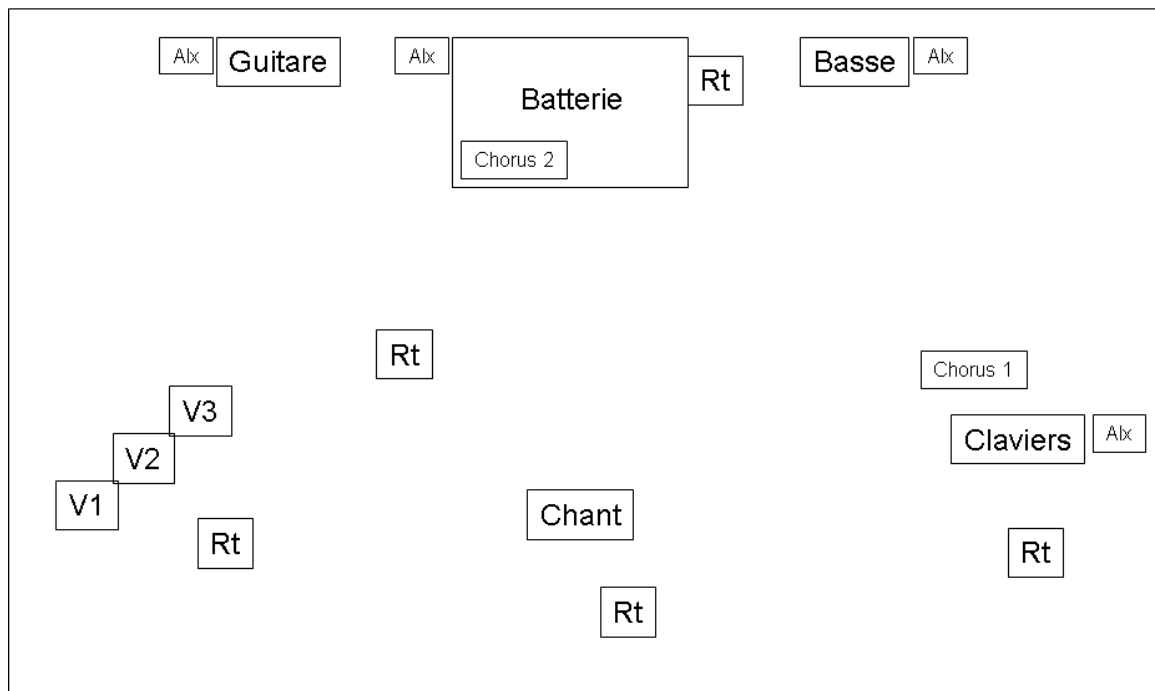 Alx
Guitare
Alx
Batterie
Rt
Basse
Alx
Chorus 2
Rt
Chorus 1
V3
Claviers
Alx
V2
V1
Chant
Rt
Rt
Rt